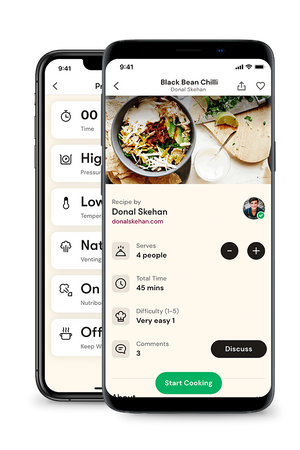 9:41
Pr
00
Time
Hig
Pressu
Low
Temper
Nat
Venting
On
Nutribo
Off
Keep Wa
9:41
Black Bean Chilli
Donal Skehan
Recipe by
Donal Skehan
donalskehan.com
Serves
4 people
Total Time
45 mins
Difficulty (1-5)
Very easy 1
Comments
3
Discuss
Start Cooking
About